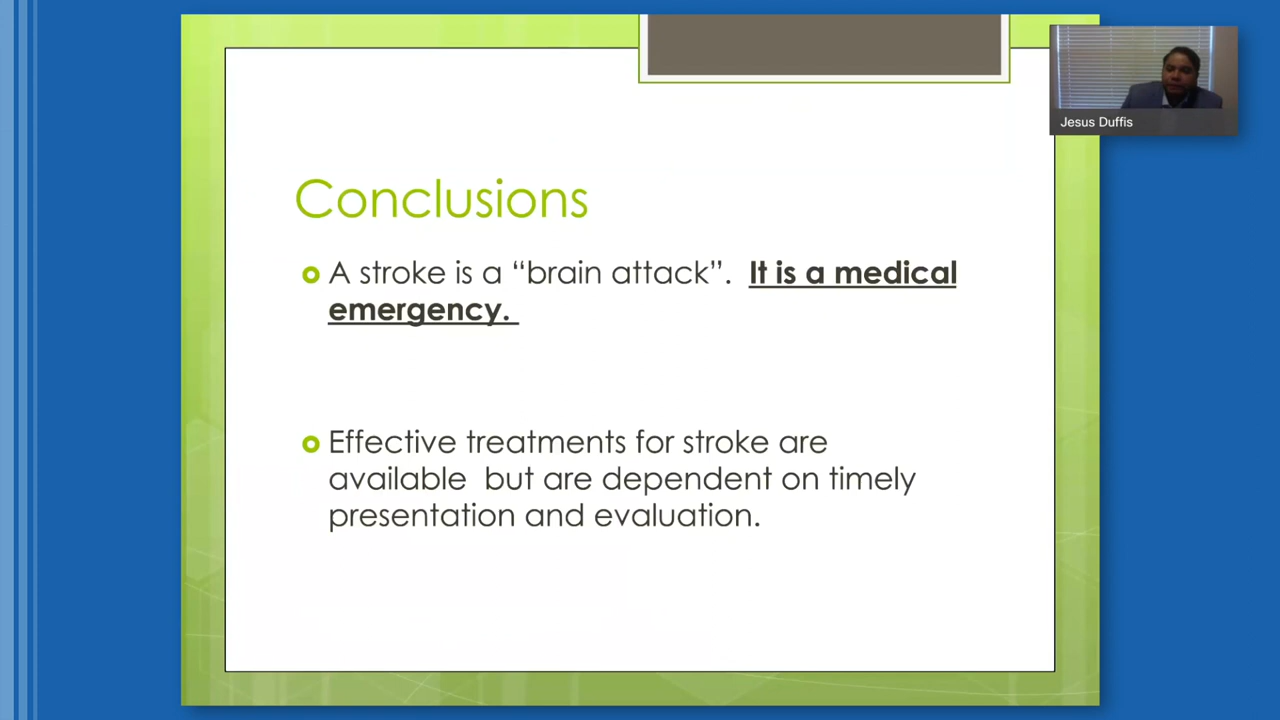 Jesus Duffis
Conclusions
A stroke is a “brain attack”.  It is a medical
emergency.
Effective treatments for stroke are
available  but are dependent on timely
presentation and evaluation.